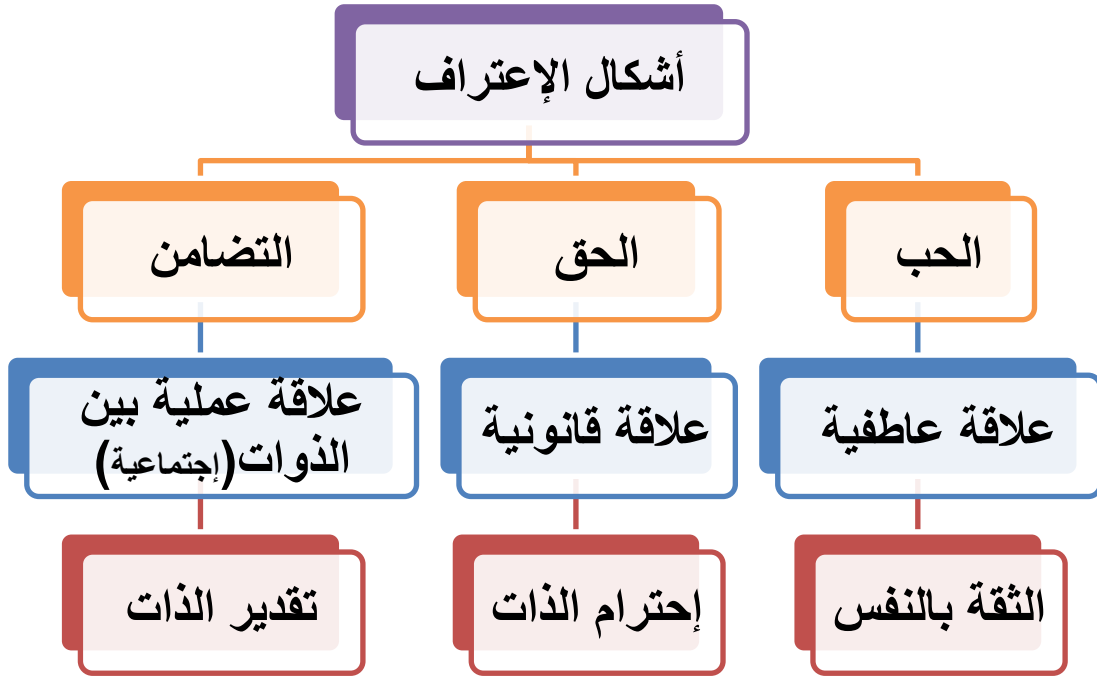 أشكال الإعتراف
الحب
الحق
التضامن
علاقة عاطفية
علاقة قانونية
علاقة عملية بين
الذوات(إجتماعية)
الثقة بالنفس
إحترام الذات
تقدير الذات